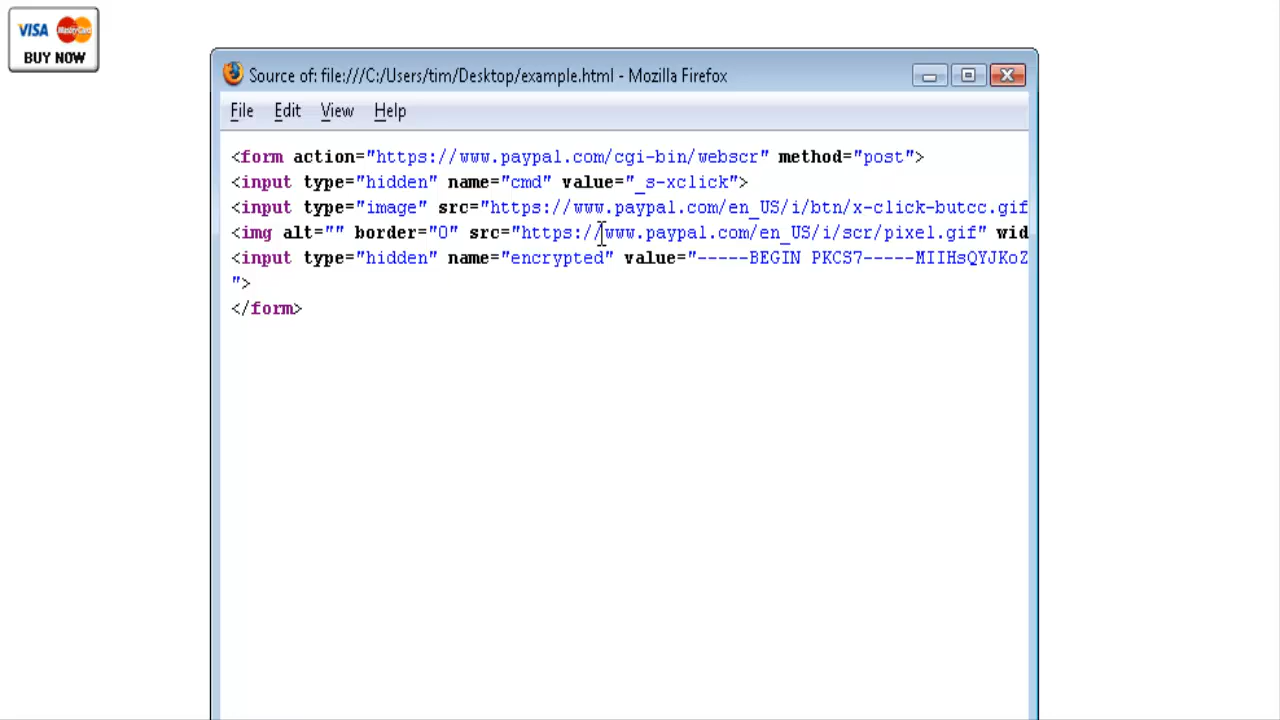 VISA MasterCard
BUY NOW
Source of: file:///C:/Users/tim/Desktop/example.html - Mozilla Firefox
File Edit View Help
<form action="https://www.paypal.com/cgi-bin/webscr" method="post">
<input type="hidden" name="cmd" value="_s-xclick">
<input type="image" src="https://www.paypal.com/en_US/i/btn/x-click-butcc.gif
<img alt="" border="0" src="https://www.paypal.com/en_US/i/scr/pixel.gif" wid
<input type="hidden" name="encrypted" value="-----BEGIN PKCS7-----MIIHsQYJKoZ
">
</form>